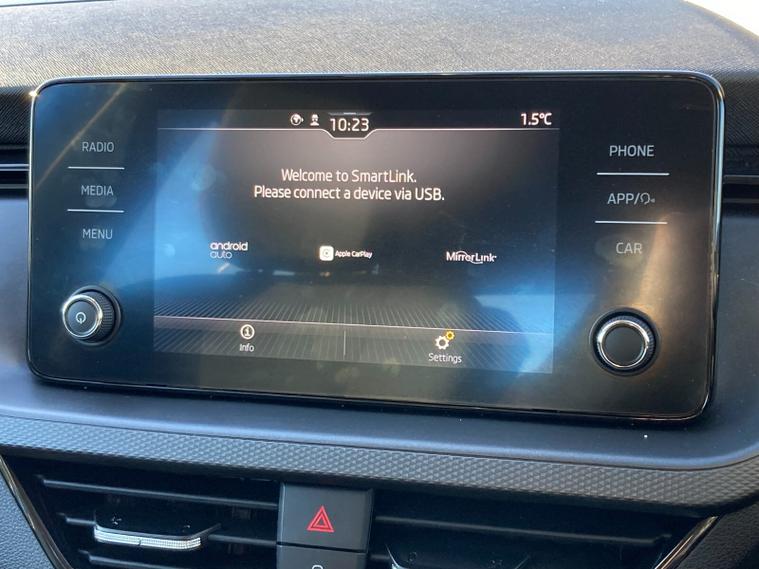 10:23
1.5°C
RADIO
MEDIA
MENU
Welcome to SmartLink.
Please connect a device via USB.
android
auto
Apple CarPlay
MirrorLink
Info
Settings
PHONE
APP/
CAR